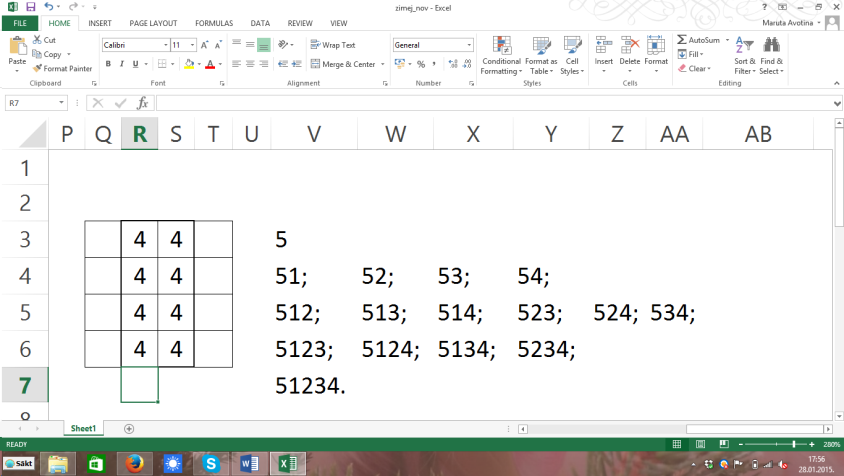 zimej_nov - Excel
FILE HOME INSERT PAGE LAYOUT FORMULAS DATA REVIEW VIEW Maruta Avotina
Paste
Cut
Copy
Format Painter
Clipboard
Calibri 11
B I U
Font
Wrap Text
Merge & Center
Alignment
General
Number
Conditional Formatting
Format as Table
Cell Styles
Styles
Insert Delete Format
Cells
AutoSum
Fill
Clear
Sort & Filter
Find & Select
Editing
R7 fx
P Q R S T U V W X Y Z AA AB
1
2
3 4 4 5
4 4 4 51; 52; 53; 54;
5 4 4 512; 513; 514; 523; 524; 534;
6 4 4 5123; 5124; 5134; 5234;
7 51234.
8
Sheet1
READY 280%
Sākt 17:56
28.01.2015.